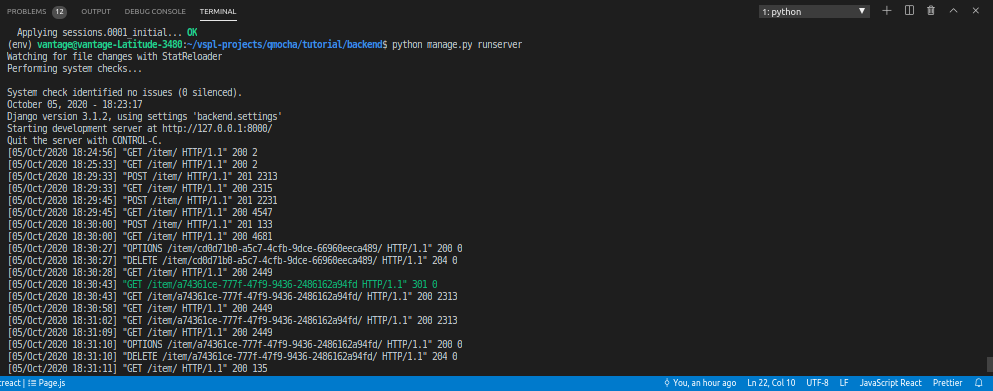 PROBLEMS 12 OUTPUT DEBUG CONSOLE TERMINAL 1: python
Applying sessions.0001_initial... OK
(env) vantage@vantage-Latitude-3480:~/vspl-projects/qmocha/tutorial/backend$ python manage.py runserver
Watching for file changes with StatReloader
Performing system checks...
System check identified no issues (0 silenced).
October 05, 2020 - 18:23:17
Django version 3.1.2, using settings 'backend.settings'
Starting development server at http://127.0.0.1:8000/
Quit the server with CONTROL-C.
[05/Oct/2020 18:24:56] "GET /item/ HTTP/1.1" 200 2
[05/Oct/2020 18:25:33] "GET /item/ HTTP/1.1" 200 2
[05/Oct/2020 18:29:33] "POST /item/ HTTP/1.1" 201 2313
[05/Oct/2020 18:29:33] "GET /item/ HTTP/1.1" 200 2315
[05/Oct/2020 18:29:45] "POST /item/ HTTP/1.1" 201 2231
[05/Oct/2020 18:29:45] "GET /item/ HTTP/1.1" 200 4547
[05/Oct/2020 18:30:00] "POST /item/ HTTP/1.1" 201 133
[05/Oct/2020 18:30:00] "GET /item/ HTTP/1.1" 200 4681
[05/Oct/2020 18:30:27] "OPTIONS /item/cd0d71b0-a5c7-4cfb-9dce-66960eeca489/ HTTP/1.1" 200 0
[05/Oct/2020 18:30:27] "DELETE /item/cd0d71b0-a5c7-4cfb-9dce-66960eeca489/ HTTP/1.1" 204 0
[05/Oct/2020 18:30:28] "GET /item/ HTTP/1.1" 200 2449
[05/Oct/2020 18:30:43] "GET /item/a74361ce-777f-47f9-9436-2486162a94fd HTTP/1.1" 301 0
[05/Oct/2020 18:30:43] "GET /item/a74361ce-777f-47f9-9436-2486162a94fd/ HTTP/1.1" 200 2313
[05/Oct/2020 18:30:58] "GET /item/ HTTP/1.1" 200 2449
[05/Oct/2020 18:31:02] "GET /item/a74361ce-777f-47f9-9436-2486162a94fd/ HTTP/1.1" 200 2313
[05/Oct/2020 18:31:09] "GET /item/ HTTP/1.1" 200 2449
[05/Oct/2020 18:31:10] "OPTIONS /item/a74361ce-777f-47f9-9436-2486162a94fd/ HTTP/1.1" 200 0
[05/Oct/2020 18:31:10] "DELETE /item/a74361ce-777f-47f9-9436-2486162a94fd/ HTTP/1.1" 204 0
[05/Oct/2020 18:31:11] "GET /item/ HTTP/1.1" 200 135
react | Page.js You, an hour ago Ln 22, Col 10 UTF-8 LF JavaScript React Prettier